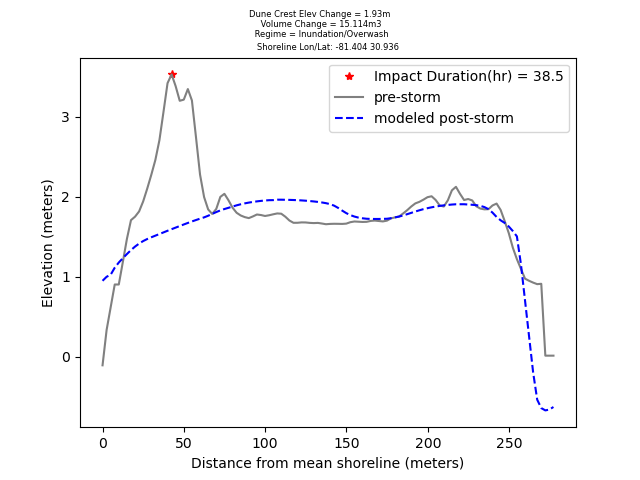 Dune Crest Elev Change = 1.93m
Volume Change = 15.114m3
Regime = Inundation/Overwash
Shoreline Lon/Lat: -81.404 30.936
Impact Duration(hr) = 38.5
pre-storm
modeled post-storm
Elevation (meters)
3
2
1
0
0 50 100 150 200 250
Distance from mean shoreline (meters)